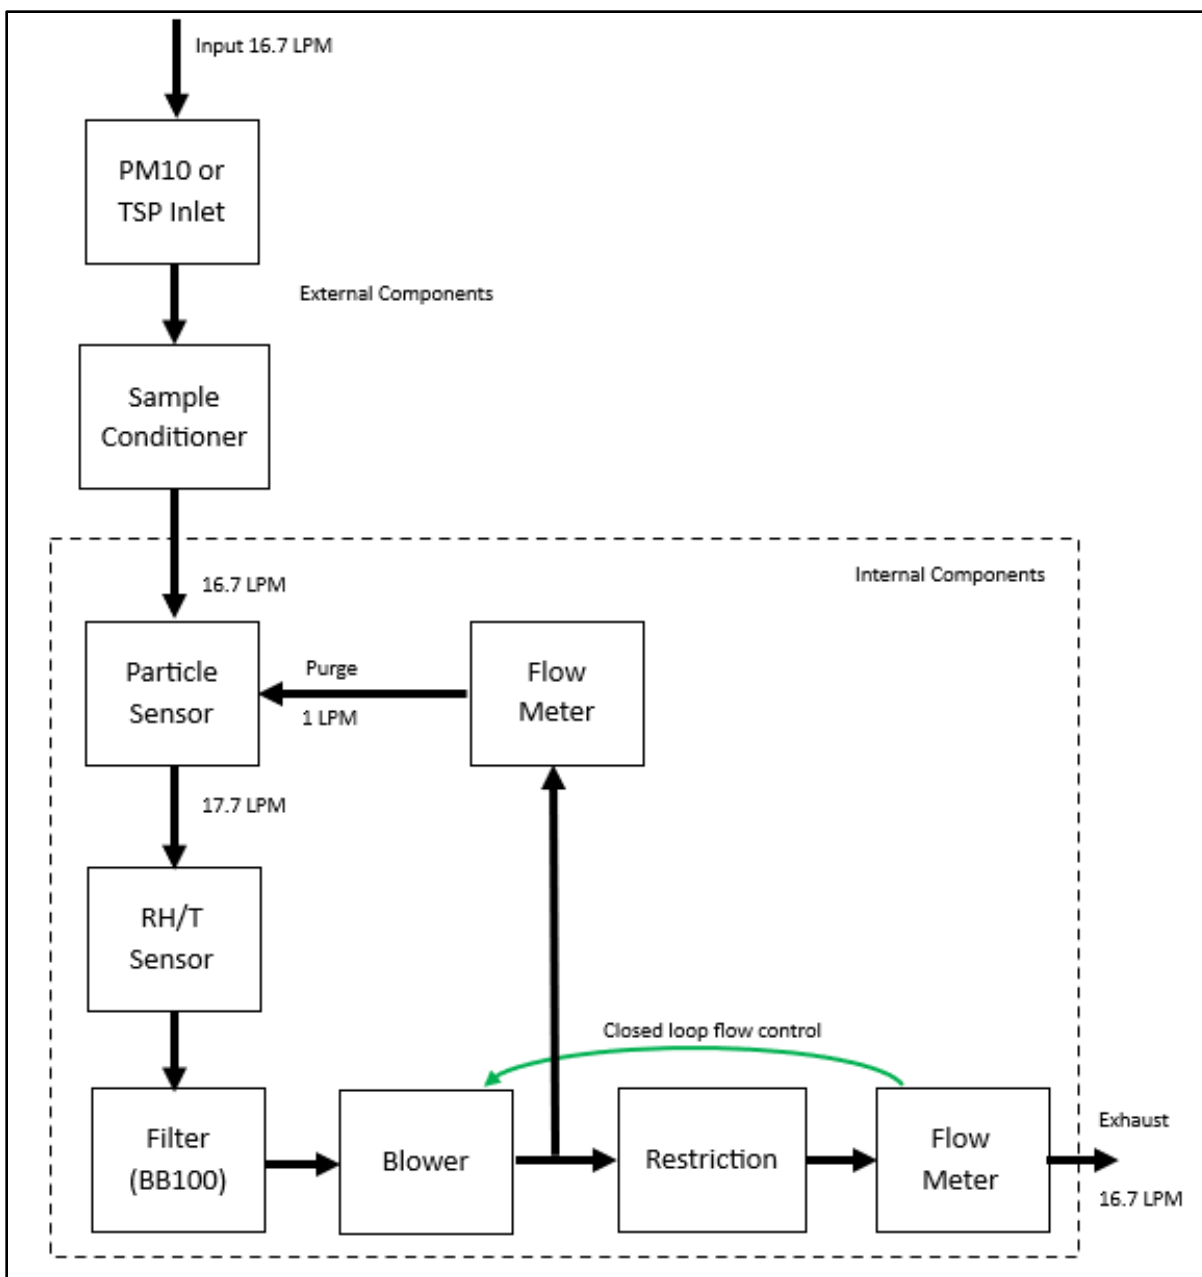 Input 16.7 LPM
PM10 or
TSP Inlet
External Components
Sample
Conditioner
Internal Components
16.7 LPM
Particle
Sensor
Purge
1 LPM
Flow
Meter
17.7 LPM
RH/T
Sensor
Closed loop flow control
Filter
(BB100)
Blower
Restriction
Flow
Meter
Exhaust
16.7 LPM